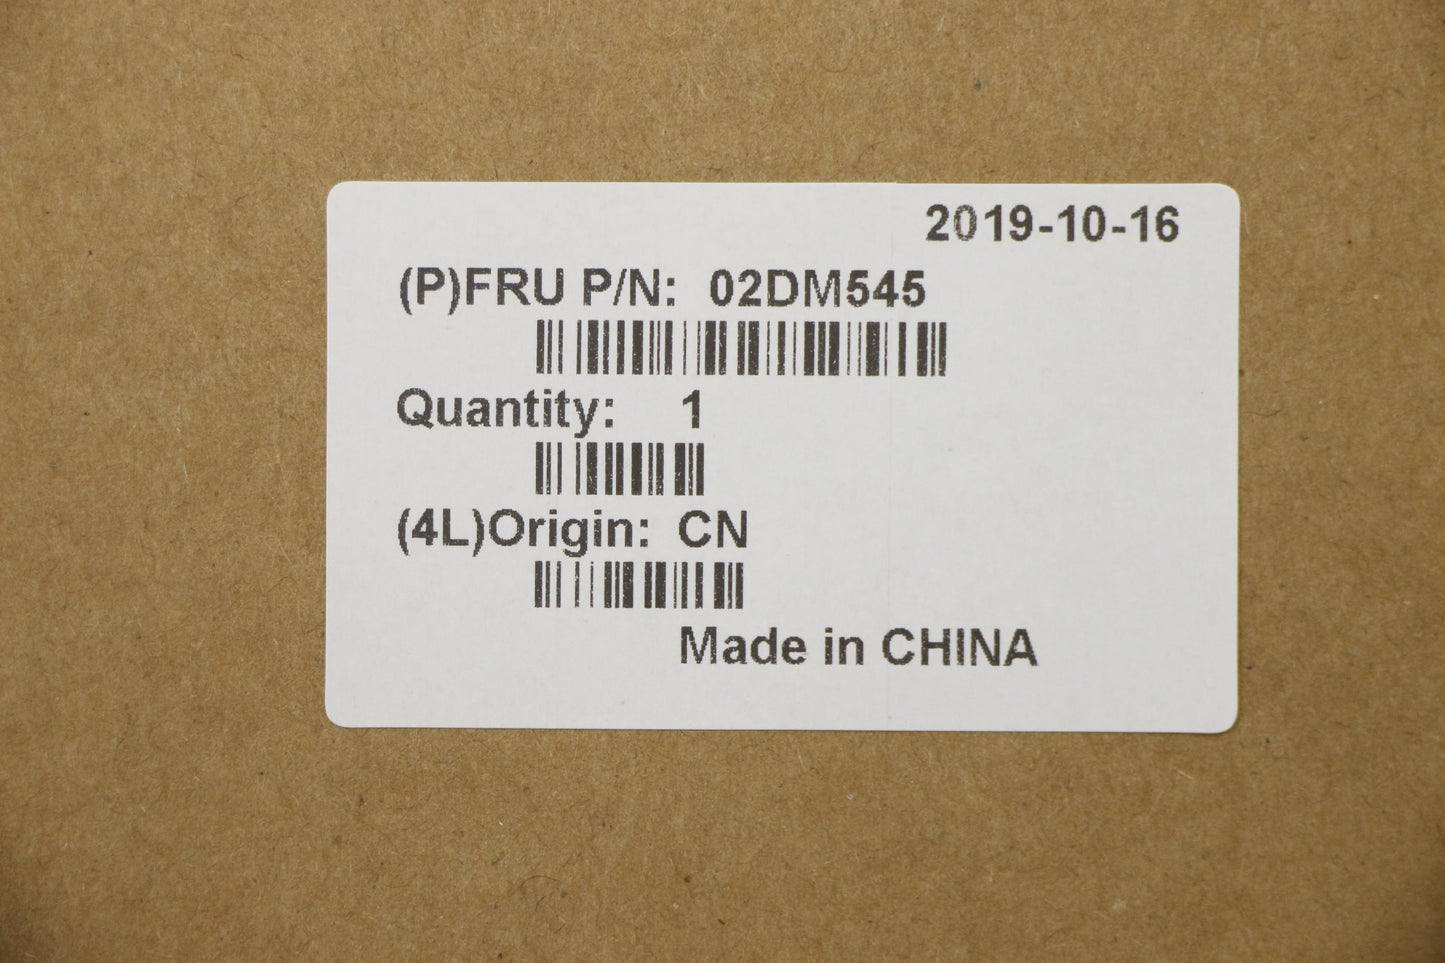 2019-10-16
(P)FRU P/N: 02DM545
Quantity: 1
(4L)Origin: CN
Made in CHINA